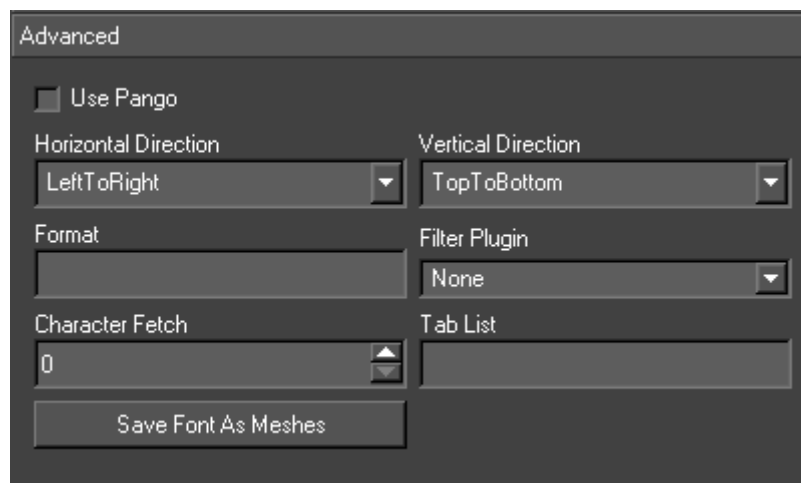 Advanced
Use Pango
Horizontal Direction Vertical Direction
LeftToRight TopToBottom
Format Filter Plugin
None
Character Fetch Tab List
0
Save Font As Meshes